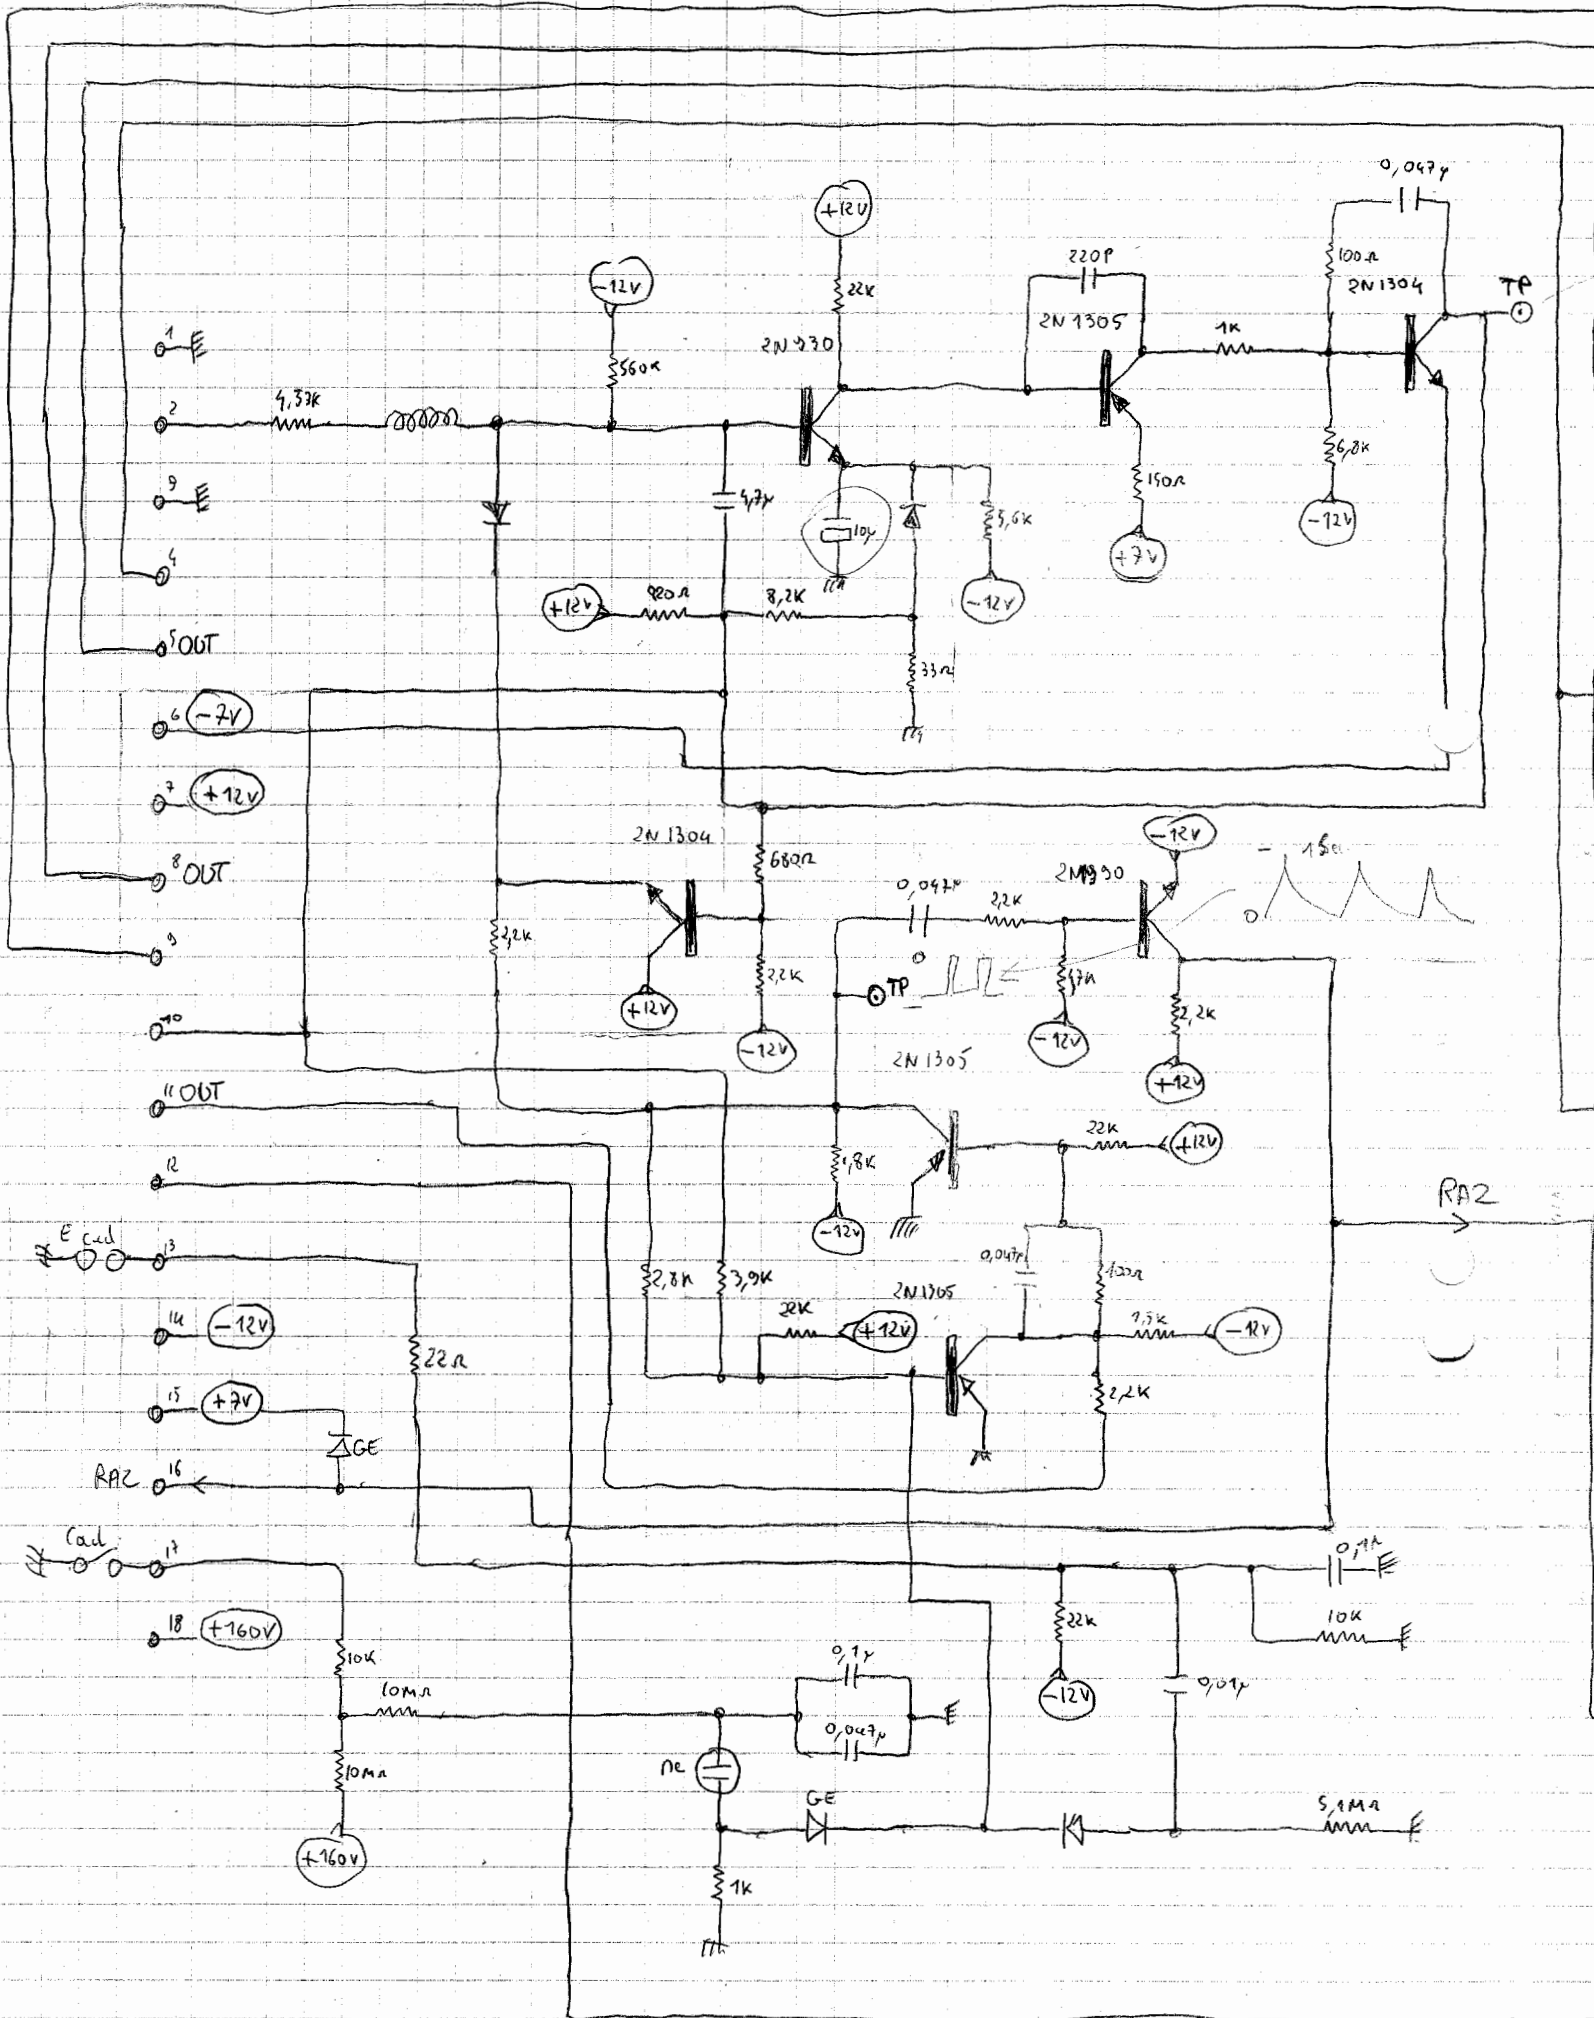 0,047μ
+12V
220P
100Ω
2N1304
TP
-12V
22K
2N1305
1K
1
560K
2N930
2
4,37K
6,8K
3
4,7μ
10μ
5,6K
150Ω
-12V
+7V
4
+12V
820Ω
8,2K
-12V
5 OUT
33Ω
6 -7V
7 +12V
2N1304
680Ω
-12V
8 OUT
0,047μ
2,2K
0
9
2,2K
0
2,2K
TP
47K
2,2K
+12V
-12V
-12V
10
2N1305
+12V
11 OUT
22K
+12V
1,8K
12
RAZ
-12V
E Cad
13
0,047μ
2,8K
3,9K
2N1305
100Ω
14 -12V
22K
+12V
1,5K
-12V
22Ω
15 +7V
2,2K
GE
RAZ 16
Cad 17
0,1μ
18 +160V
22K
10K
10K
0,1μ
10MΩ
-12V
0,01μ
0,047μ
ne
10MΩ
GE
5,1MΩ
+160V
1K